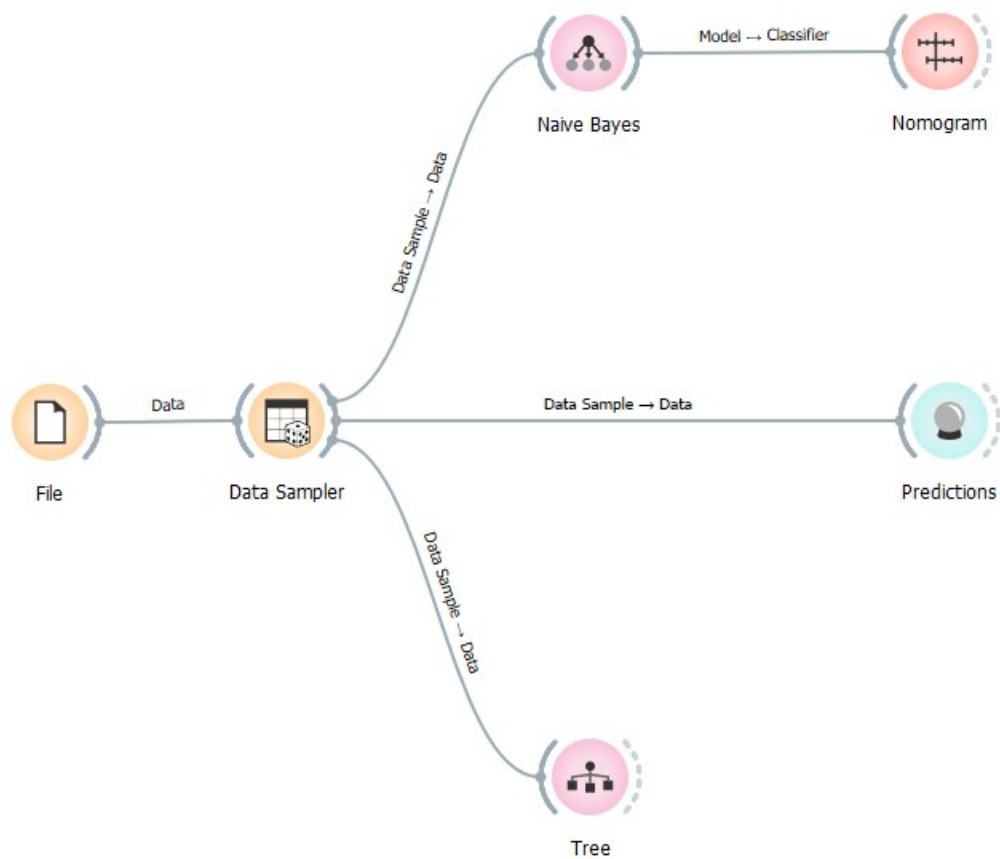 Model → Classifier
Naive Bayes
Nomogram
Data Sample → Data
Data
Data Sample → Data
File
Data Sampler
Predictions
Data Sample → Data
Tree